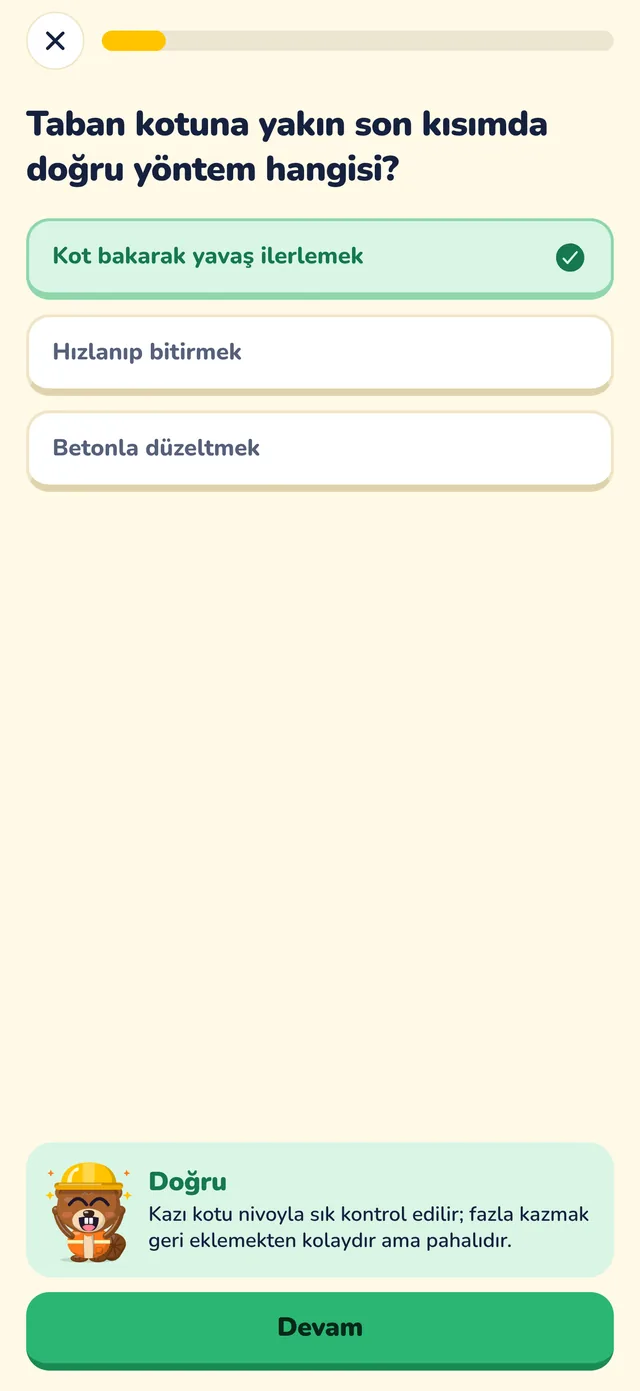 Taban kotuna yakın son kısımda
doğru yöntem hangisi?
Kot bakarak yavaş ilerlemek
Hızlanıp bitirmek
Betonla düzeltmek
Doğru
Kazı kotu nivoyla sık kontrol edilir; fazla kazmak
geri eklemekten kolaydır ama pahalıdır.
Devam